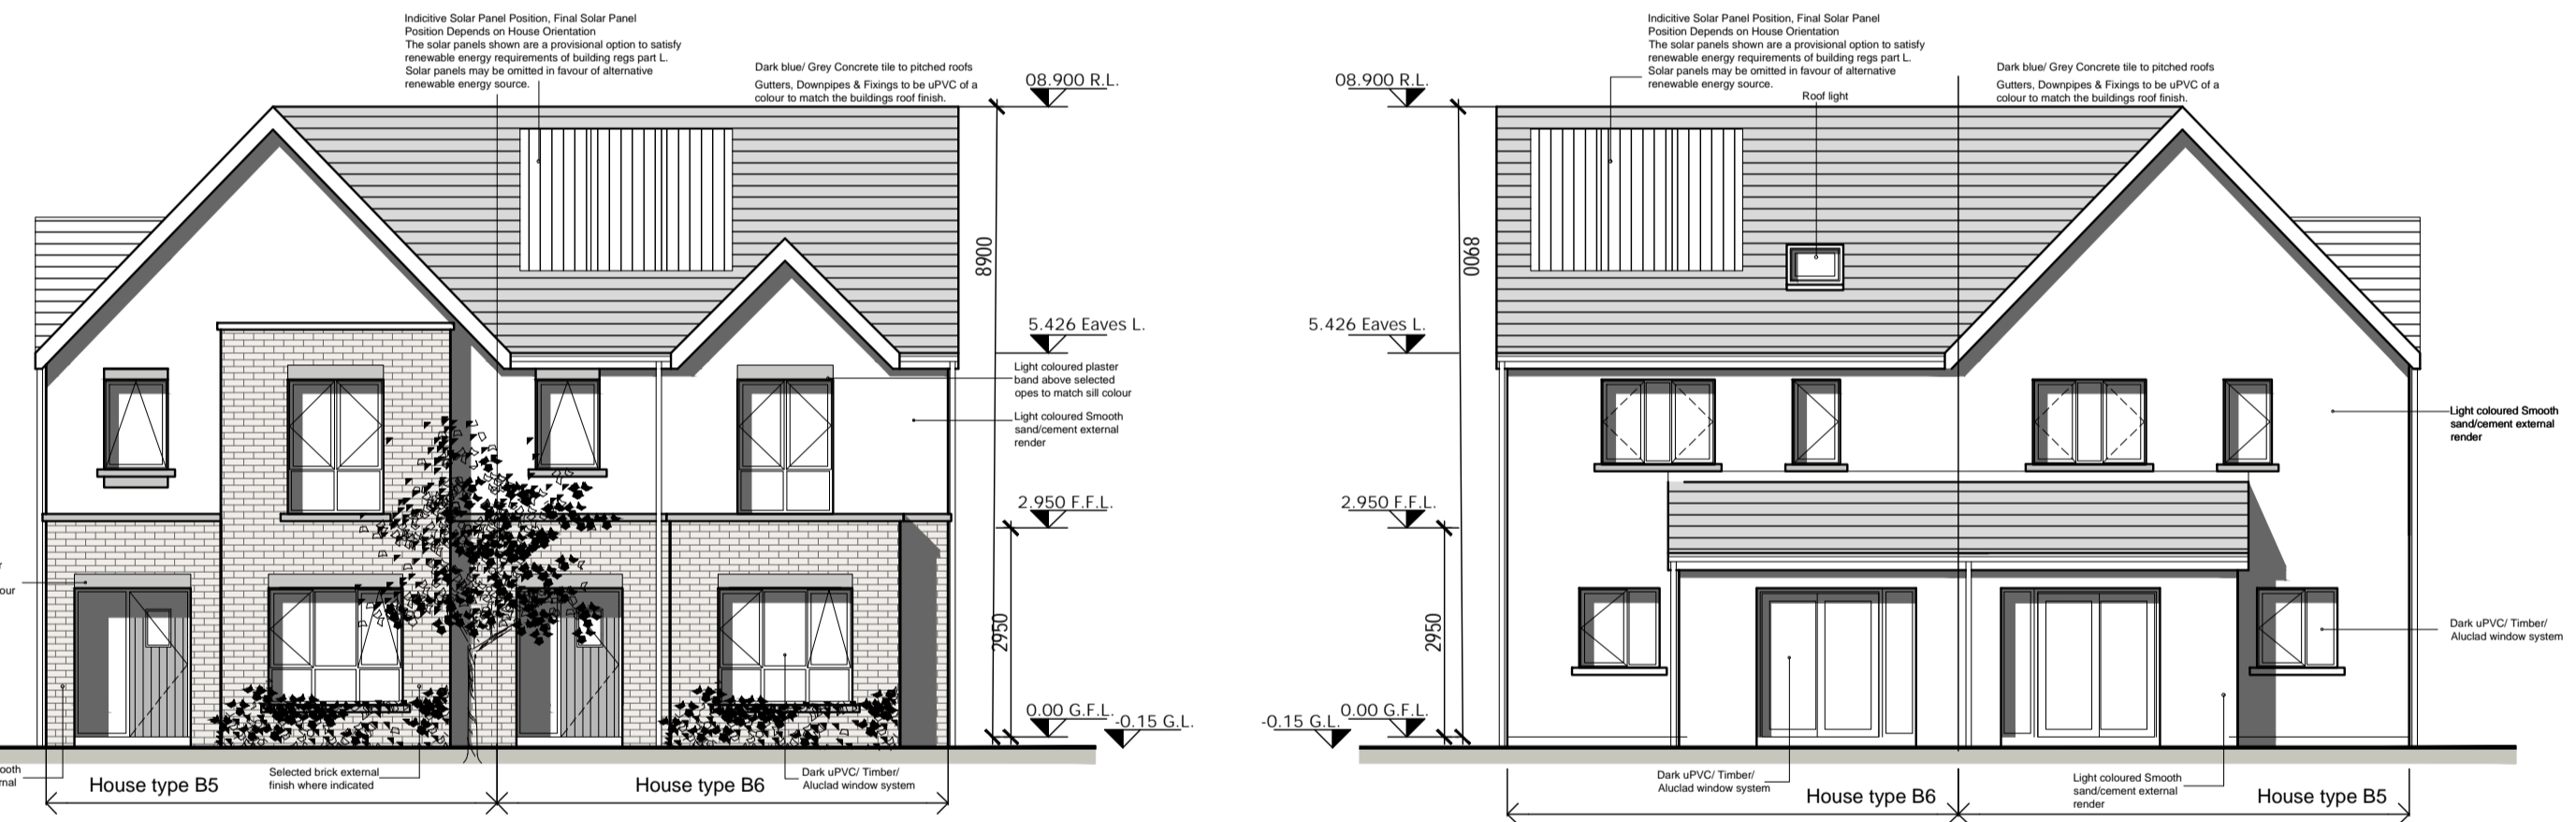 Indicitive Solar Panel Position, Final Solar Panel
Position Depends on House Orientation
The solar panels shown are a provisional option to satisfy
renewable energy requirements of building regs part L.
Solar panels may be omitted in favour of alternative
renewable energy source.
Dark blue/ Grey Concrete tile to pitched roofs
Gutters, Downpipes & Fixings to be uPVC of a
colour to match the buildings roof finish.
08.900 R.L.
8900
5.426 Eaves L.
Light coloured plaster
band above selected
opes to match sill colour
Light coloured Smooth
sand/cement external
render
2.950 F.F.L.
2950
0.00 G.F.L.
-0.15 G.L.
House type B5
Selected brick external
finish where indicated
House type B6
Dark uPVC/ Timber/
Aluclad window system
Indicitive Solar Panel Position, Final Solar Panel
Position Depends on House Orientation
The solar panels shown are a provisional option to satisfy
renewable energy requirements of building regs part L.
Solar panels may be omitted in favour of alternative
renewable energy source.
Roof light
Dark blue/ Grey Concrete tile to pitched roofs
Gutters, Downpipes & Fixings to be uPVC of a
colour to match the buildings roof finish.
08.900 R.L.
8900
5.426 Eaves L.
2.950 F.F.L.
2950
0.00 G.F.L.
-0.15 G.L.
Light coloured Smooth
sand/cement external
render
Dark uPVC/ Timber/
Aluclad window system
Dark uPVC/ Timber/
Aluclad window system
House type B6
Light coloured Smooth
sand/cement external
render
House type B5